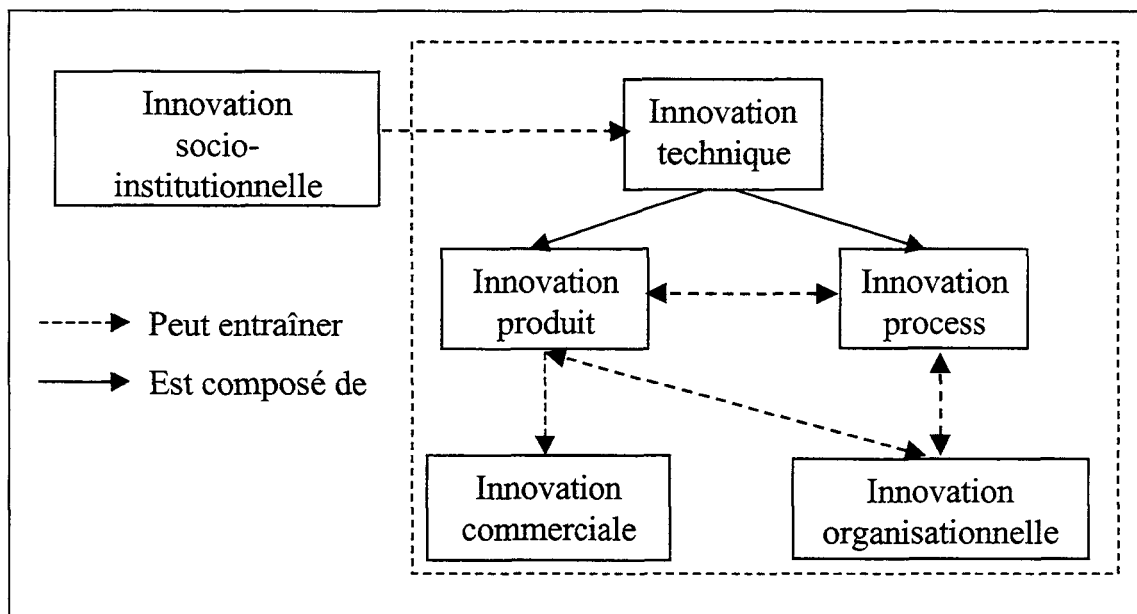 Innovation
socio-
institutionnelle
Innovation
technique
Innovation
produit
Innovation
process
Peut entraîner
Est composé de
Innovation
commerciale
Innovation
organisationnelle